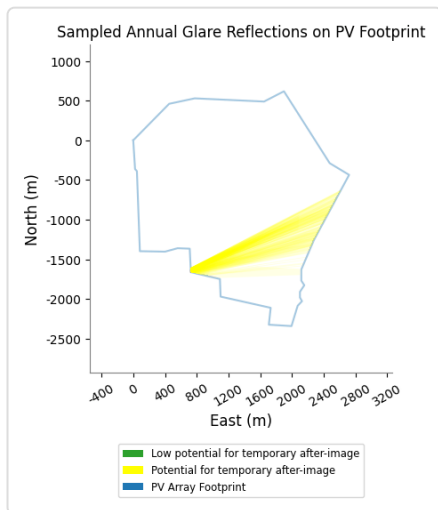 Sampled Annual Glare Reflections on PV Footprint
1000
500
0
-500
-1000
-1500
-2000
-2500
North (m)
-400 0 400 800 1200 1600 2000 2400 2800 3200
East (m)
Low potential for temporary after-image
Potential for temporary after-image
PV Array Footprint